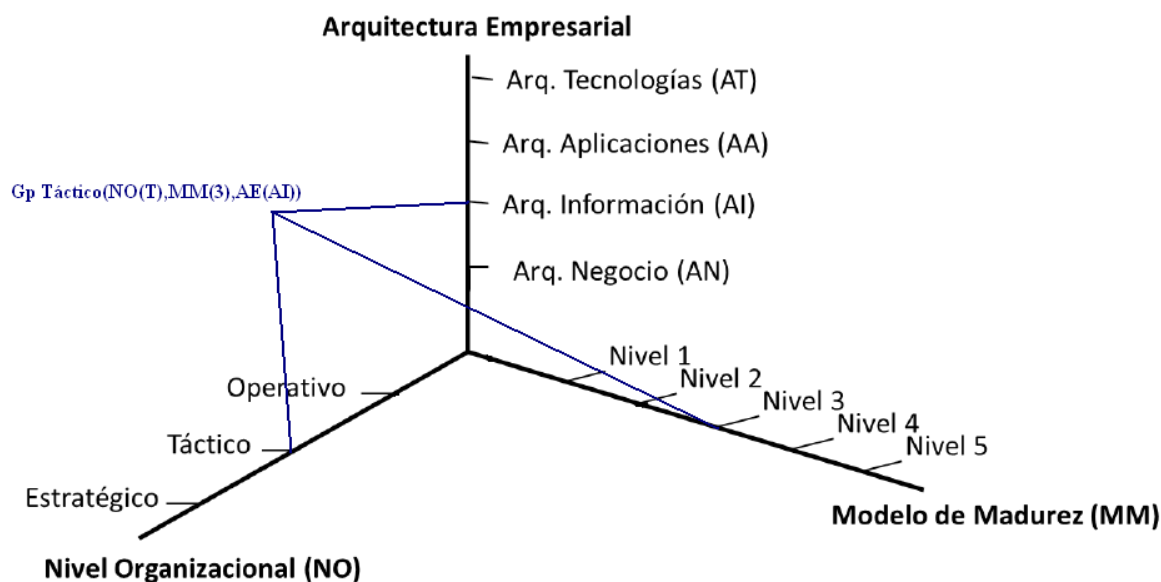 Arquitectura Empresarial
Arq. Tecnologías (AT)
Arq. Aplicaciones (AA)
Gp Táctico(NO(T),MM(3),AE(AI))
Arq. Información (AI)
Arq. Negocio (AN)
Nivel 1
Nivel 2
Nivel 3
Nivel 4
Nivel 5
Operativo
Táctico
Estratégico
Modelo de Madurez (MM)
Nivel Organizacional (NO)